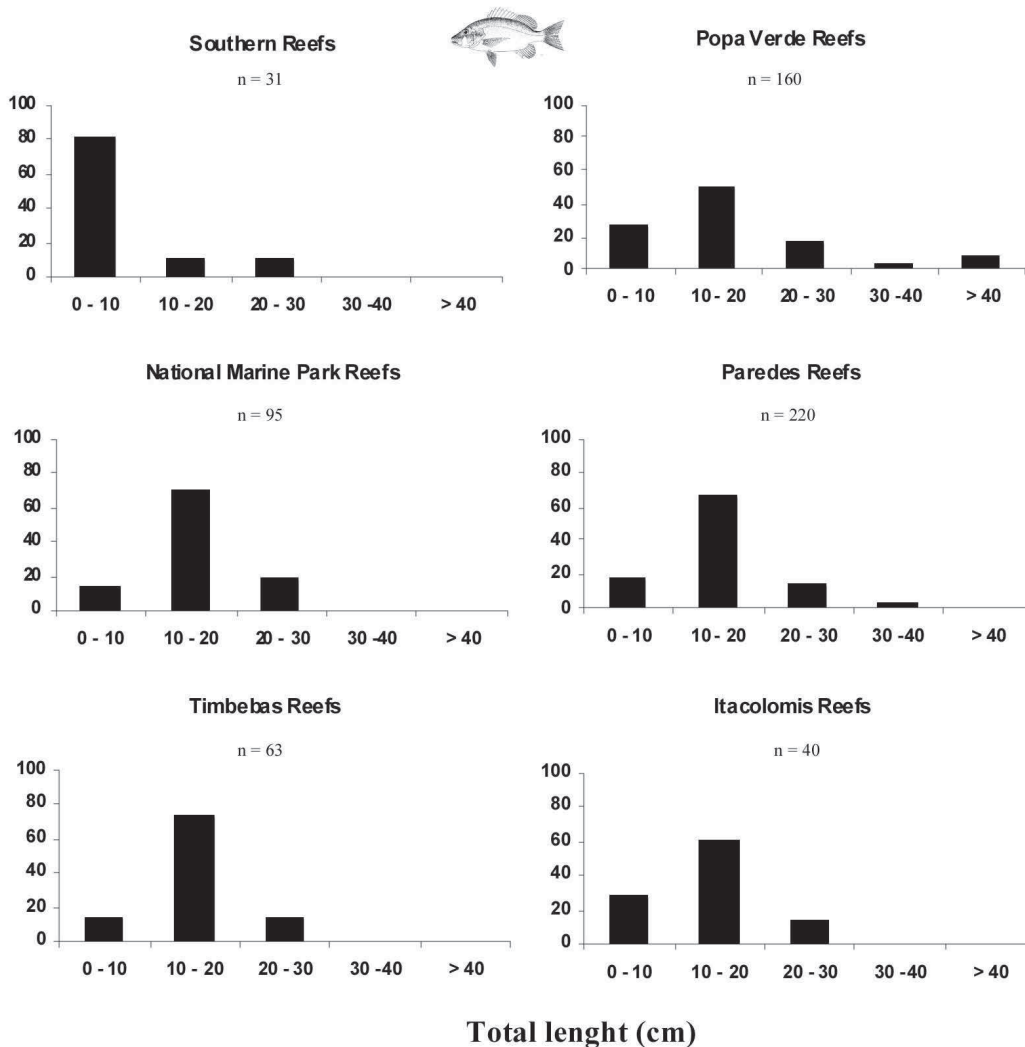 Southern Reefs
n = 31
100
80
60
40
20
0
0 - 10 10 - 20 20 - 30 30 -40 > 40
Popa Verde Reefs
n = 160
100
80
60
40
20
0
0 - 10 10 - 20 20 - 30 30 -40 > 40
National Marine Park Reefs
n = 95
100
80
60
40
20
0
0 - 10 10 - 20 20 - 30 30 -40 > 40
Paredes Reefs
n = 220
100
80
60
40
20
0
0 - 10 10 - 20 20 - 30 30 -40 > 40
Timbebas Reefs
n = 63
100
80
60
40
20
0
0 - 10 10 - 20 20 - 30 30 -40 > 40
Itacolomis Reefs
n = 40
100
80
60
40
20
0
0 - 10 10 - 20 20 - 30 30 -40 > 40
Total lenght (cm)